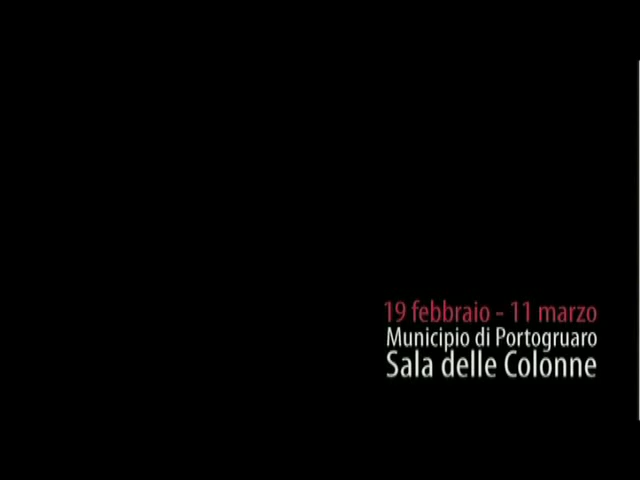 19 febbraio - 11 marzo
Municipio di Portogruaro
Sala delle Colonne